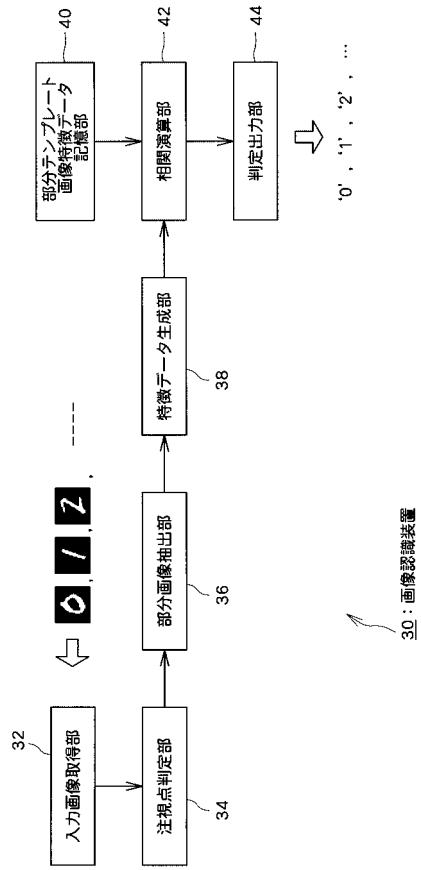 32
入力画像取得部
0, 1, 2, ----
40
部分テンプレート
画像特徴データ
記憶部
注視点判定部
34
部分画像抽出部
36
特徴データ生成部
38
相関演算部
42
判定出力部
44
'0', '1', '2', …
30：画像認識装置